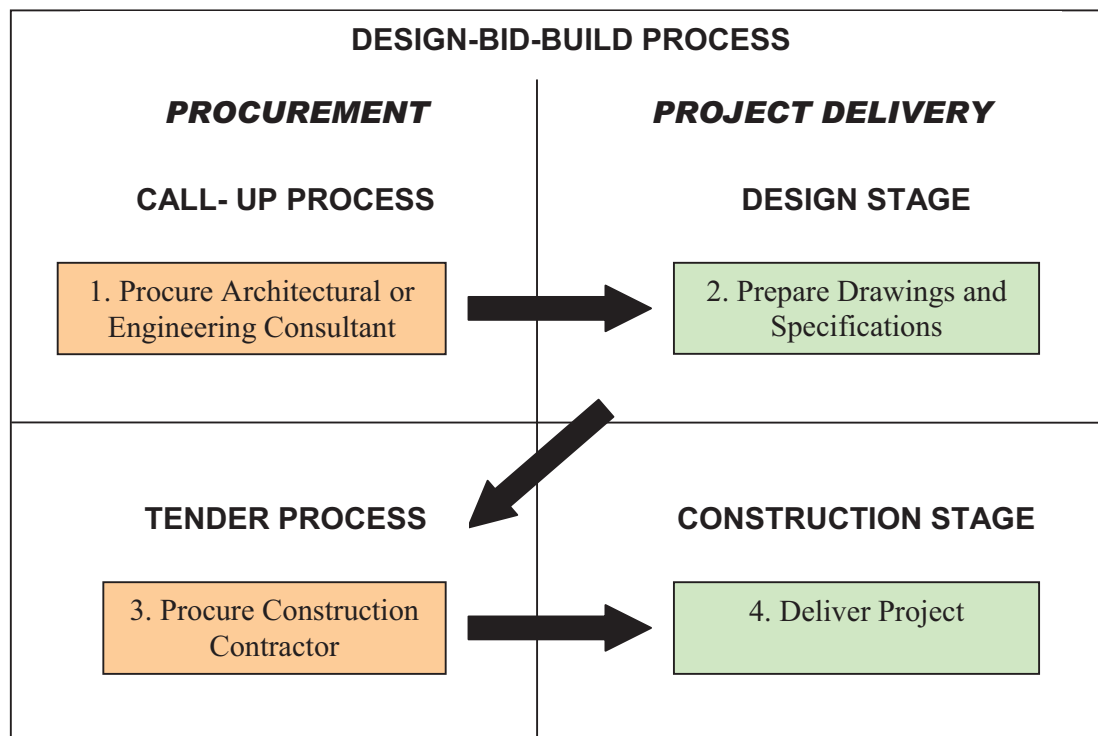 DESIGN-BID-BUILD PROCESS
PROCUREMENT
PROJECT DELIVERY
CALL- UP PROCESS
DESIGN STAGE
1. Procure Architectural or
Engineering Consultant
2. Prepare Drawings and
Specifications
TENDER PROCESS
CONSTRUCTION STAGE
3. Procure Construction
Contractor
4. Deliver Project